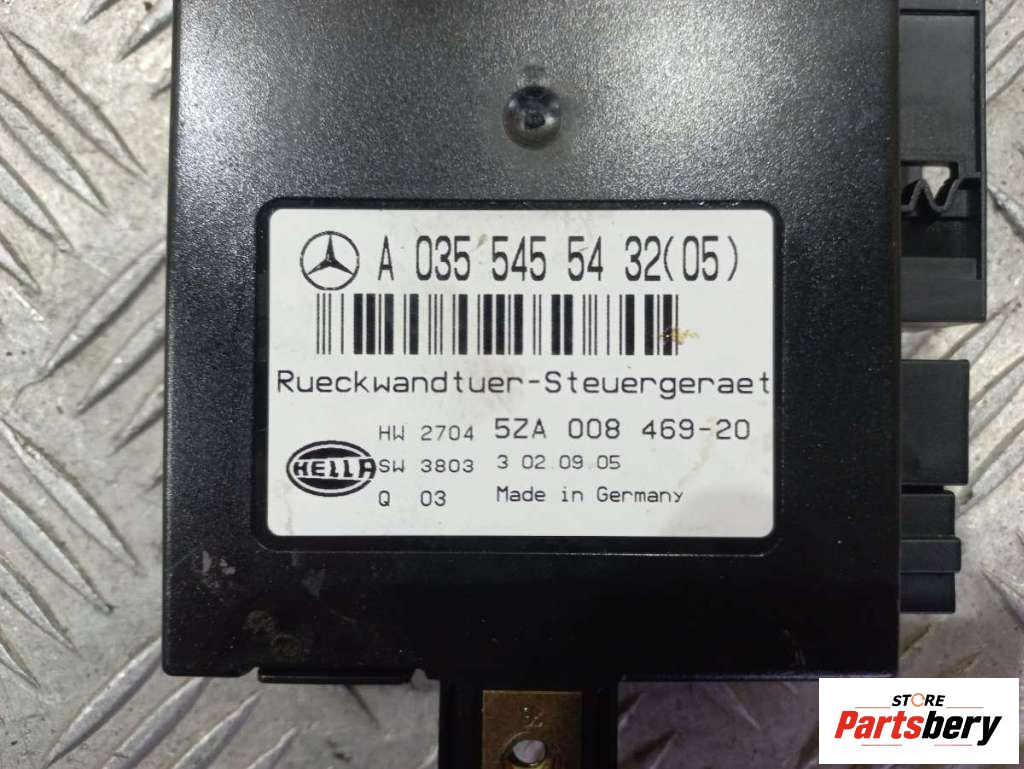 A 035 545 54 32(05)
Rueckwandtuer-Steuergeraet
HW 2704 5ZA 008 469-20
HELLA SW 3803 3 02.09.05
Q 03 Made in Germany
STORE
Partsbery